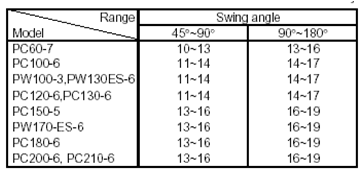 Range Swing angle
Model 45°~90° 90°~180°
PC60-7 10~13 13~16
PC100-6 11~14 14~17
PW100-3,PW130ES-6 11~14 14~17
PC120-6,PC130-6 11~14 14~17
PC150-5 13~16 16~19
PW170-ES-6 13~16 16~19
PC180-6 13~16 16~19
PC200-6, PC210-6 13~16 16~19